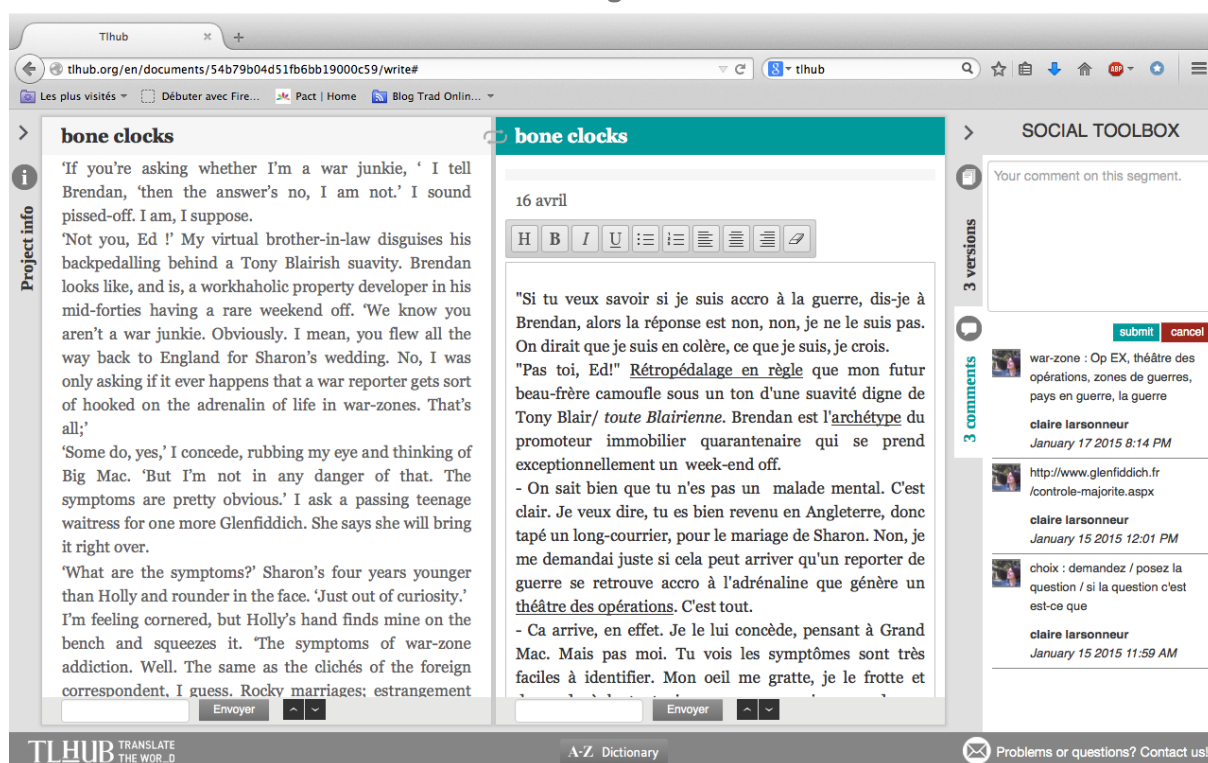 Tlhub
tlhub.org/en/documents/54b79b04d51fb6bb19000c59/write#
tlhub
Les plus visités
Débuter avec Fire...
Pact | Home
Blog Trad Onlin...
Project info
bone clocks
'If you're asking whether I'm a war junkie, ' I tell
Brendan, 'then the answer's no, I am not.' I sound
pissed-off. I am, I suppose.
'Not you, Ed !' My virtual brother-in-law disguises his
backpedalling behind a Tony Blairish suavity. Brendan
looks like, and is, a workhaholic property developer in his
mid-forties having a rare weekend off. 'We know you
aren't a war junkie. Obviously. I mean, you flew all the
way back to England for Sharon's wedding. No, I was
only asking if it ever happens that a war reporter gets sort
of hooked on the adrenalin of life in war-zones. That's
all;'
'Some do, yes,' I concede, rubbing my eye and thinking of
Big Mac. 'But I'm not in any danger of that. The
symptoms are pretty obvious.' I ask a passing teenage
waitress for one more Glenfiddich. She says she will bring
it right over.
'What are the symptoms?' Sharon's four years younger
than Holly and rounder in the face. 'Just out of curiosity.'
I'm feeling cornered, but Holly's hand finds mine on the
bench and squeezes it. 'The symptoms of war-zone
addiction. Well. The same as the clichés of the foreign
correspondent, I guess. Rocky marriages; estrangement
Envoyer
bone clocks
16 avril
H B I U
"Si tu veux savoir si je suis accro à la guerre, dis-je à
Brendan, alors la réponse est non, non, je ne le suis pas.
On dirait que je suis en colère, ce que je suis, je crois.
"Pas toi, Ed!" Rétropédalage en règle que mon futur
beau-frère camoufle sous un ton d'une suavité digne de
Tony Blair/ toute Blairienne. Brendan est l'archétype du
promoteur immobilier quarantenaire qui se prend
exceptionnellement un week-end off.
- On sait bien que tu n'es pas un malade mental. C'est
clair. Je veux dire, tu es bien revenu en Angleterre, donc
tapé un long-courrier, pour le mariage de Sharon. Non, je
me demandai juste si cela peut arriver qu'un reporter de
guerre se retrouve accro à l'adrénaline que génère un
théâtre des opérations. C'est tout.
- Ca arrive, en effet. Je le lui concède, pensant à Grand
Mac. Mais pas moi. Tu vois les symptômes sont très
faciles à identifier. Mon oeil me gratte, je le frotte et
Envoyer
3 versions
3 comments
SOCIAL TOOLBOX
Your comment on this segment.
submit cancel
war-zone : Op EX, théâtre des
opérations, zones de guerres,
pays en guerre, la guerre
claire larsonneur
January 17 2015 8:14 PM
http://www.glenfiddich.fr
/controle-majorite.aspx
claire larsonneur
January 15 2015 12:01 PM
choix : demandez / posez la
question / si la question c'est
est-ce que
claire larsonneur
January 15 2015 11:59 AM
TLHUB TRANSLATE
THE WOR_D
A-Z Dictionary
Problems or questions? Contact us!